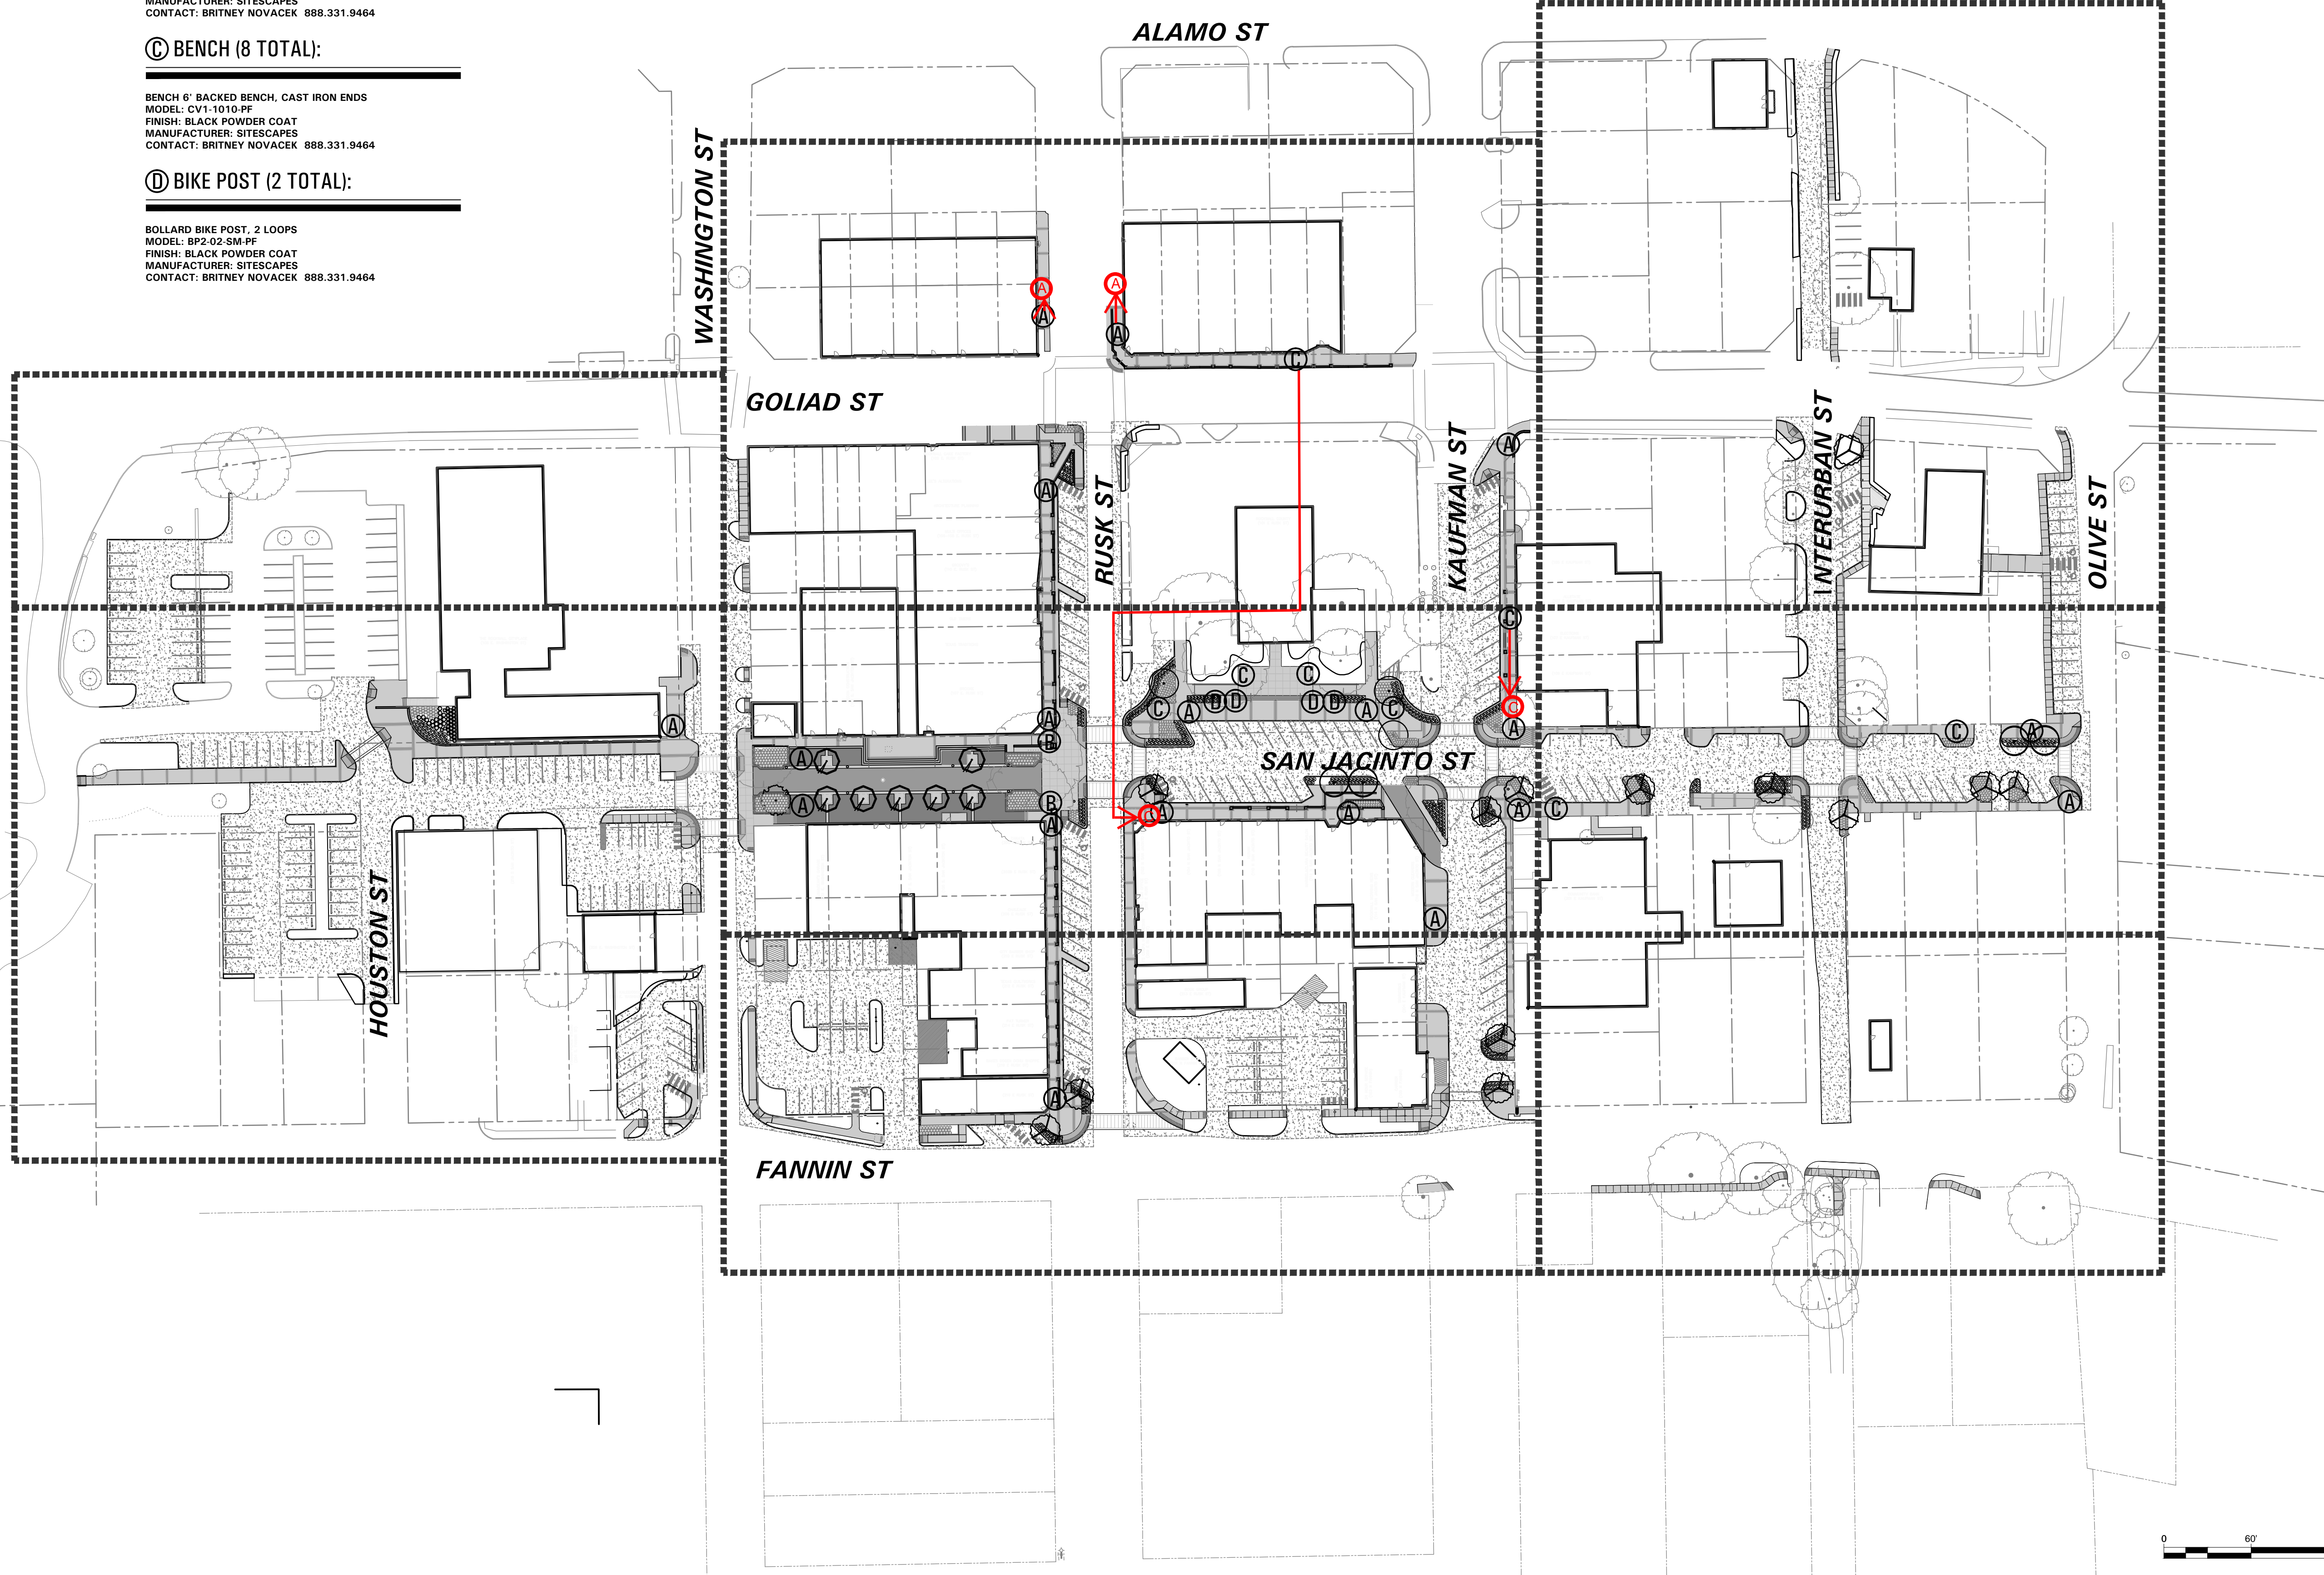 MANUFACTURER: SITESCAPES
CONTACT: BRITNEY NOVACEK 888.331.9464
C BENCH (8 TOTAL):
BENCH 6' BACKED BENCH, CAST IRON ENDS
MODEL: CV1-1010-PF
FINISH: BLACK POWDER COAT
MANUFACTURER: SITESCAPES
CONTACT: BRITNEY NOVACEK 888.331.9464
D BIKE POST (2 TOTAL):
BOLLARD BIKE POST, 2 LOOPS
MODEL: BP2-02-SM-PF
FINISH: BLACK POWDER COAT
MANUFACTURER: SITESCAPES
CONTACT: BRITNEY NOVACEK 888.331.9464
ALAMO ST
WASHINGTON ST
A
A
A
A
C
GOLIAD ST
RUSK ST
KAUFMAN ST
INTERURBAN ST
OLIVE ST
A
A
C
C
C
C
A
D
D
D
D
A
C
C
A
A
A
B
C
A
SAN JACINTO ST
A
A
B
A
C
A
A
A
C
A
A
HOUSTON ST
A
FANNIN ST
0
60'